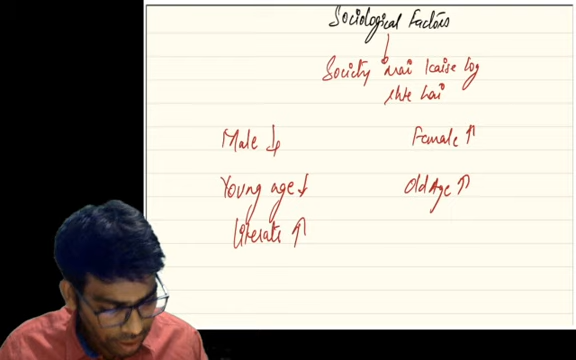 Sociological Factors
Society mai kaise log
rhte hai
Male ↓ Female ↑
Young age ↓ Old Age ↑
literate ↑